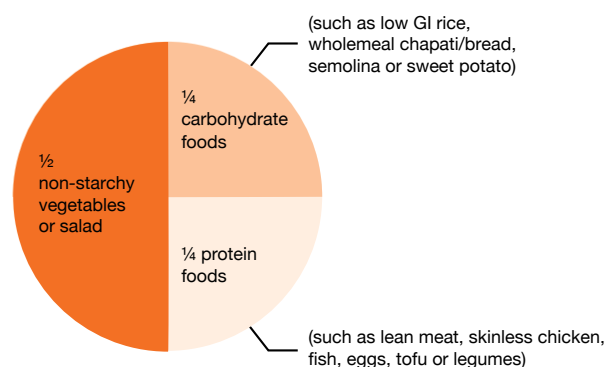 (such as low GI rice,
wholemeal chapati/bread,
semolina or sweet potato)
¼
carbohydrate
foods
½
non-starchy
vegetables
or salad
¼ protein
foods
(such as lean meat, skinless chicken,
fish, eggs, tofu or legumes)